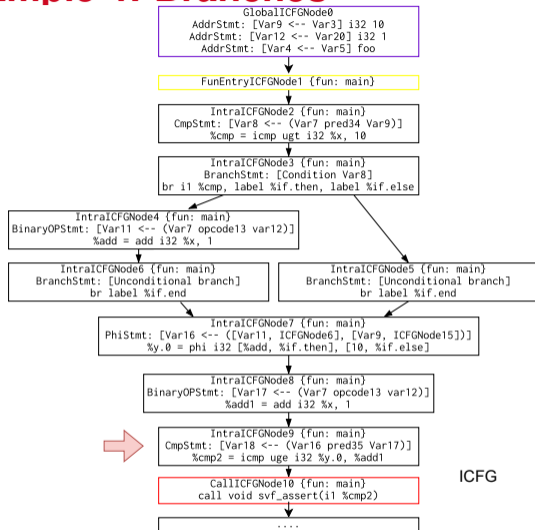 GlobalICFGNode0
AddrStmt: [Var9 <-- Var3] i32 10
AddrStmt: [Var12 <-- Var20] i32 1
AddrStmt: [Var4 <-- Var5] foo
FunEntryICFGNode1 {fun: main}
IntraICFGNode2 {fun: main}
CmpStmt: [Var8 <-- (Var7 pred34 Var9)]
%cmp = icmp ugt i32 %x, 10
IntraICFGNode3 {fun: main}
BranchStmt: [Condition Var8]
br i1 %cmp, label %if.then, label %if.else
IntraICFGNode4 {fun: main}
BinaryOPStmt: [Var11 <-- (Var7 opcode13 var12)]
%add = add i32 %x, 1
IntraICFGNode6 {fun: main}
BranchStmt: [Unconditional branch]
br label %if.end
IntraICFGNode5 {fun: main}
BranchStmt: [Unconditional branch]
br label %if.end
IntraICFGNode7 {fun: main}
PhiStmt: [Var16 <-- ([Var11, ICFGNode6], [Var9, ICFGNode15])]
%y.0 = phi i32 [%add, %if.then], [10, %if.else]
IntraICFGNode8 {fun: main}
BinaryOPStmt: [Var17 <-- (Var7 opcode13 var12)]
%add1 = add i32 %x, 1
IntraICFGNode9 {fun: main}
CmpStmt: [Var18 <-- (Var16 pred35 Var17)]
%cmp2 = icmp uge i32 %y.0, %add1
ICFG
CallICFGNode10 {fun: main}
call void svf_assert(i1 %cmp2)
....